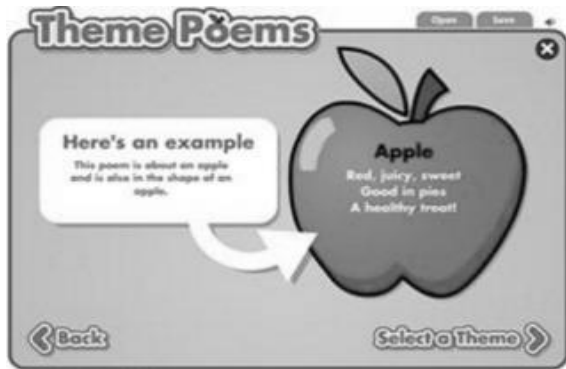 Theme Poems
Open
Save
Here's an example
This poem is about an apple
and is also in the shape of an
apple.
Apple
Red, juicy, sweet
Good in pies
A healthy treat!
Back
Select a Theme